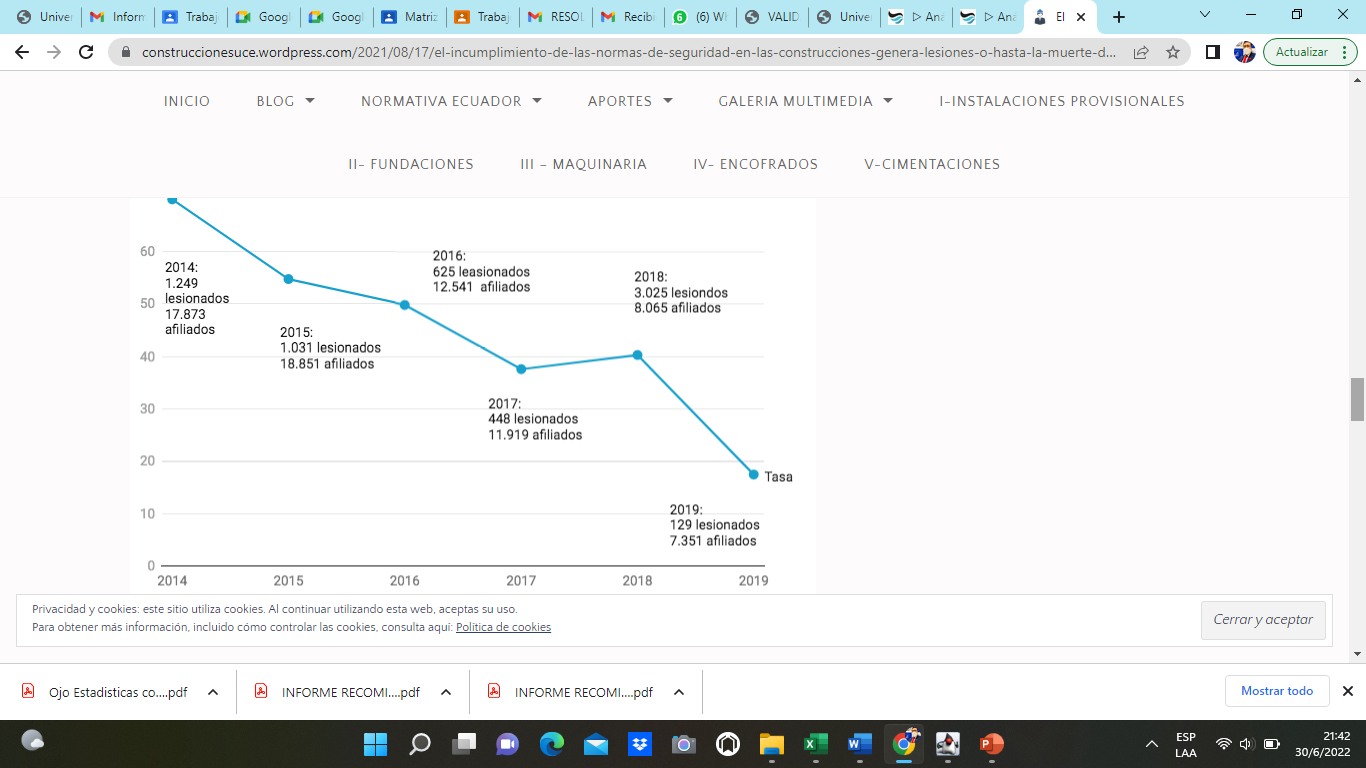 Univer
Inform
Trabaj
Googl
Googl
Matriz
Trabaj
RESOL
Recibi
(6) Wh
VALID
Univer
▷ Ana
▷ Ana
El
construccionesuce.wordpress.com/2021/08/17/el-incumplimiento-de-las-normas-de-seguridad-en-las-construcciones-genera-lesiones-o-hasta-la-muerte-d...
Actualizar
INICIO
BLOG
NORMATIVA ECUADOR
APORTES
GALERIA MULTIMEDIA
I-INSTALACIONES PROVISIONALES
II- FUNDACIONES
III – MAQUINARIA
IV- ENCOFRADOS
V-CIMENTACIONES
60
50
40
30
20
10
0
2014:
1.249
lesionados
17.873
afiliados
2015:
1.031 lesionados
18.851 afiliados
2016:
625 leasionados
12.541 afiliados
2017:
448 lesionados
11.919 afiliados
2018:
3.025 lesiondos
8.065 afiliados
Tasa
2019:
129 lesionados
7.351 afiliados
2014
2015
2016
2017
2018
2019
Privacidad y cookies: este sitio utiliza cookies. Al continuar utilizando esta web, aceptas su uso.
Para obtener más información, incluido cómo controlar las cookies, consulta aquí: Política de cookies
Cerrar y aceptar
Ojo Estadisticas co....pdf
INFORME RECOMI....pdf
INFORME RECOMI....pdf
Mostrar todo
ESP
LAA
21:42
30/6/2022